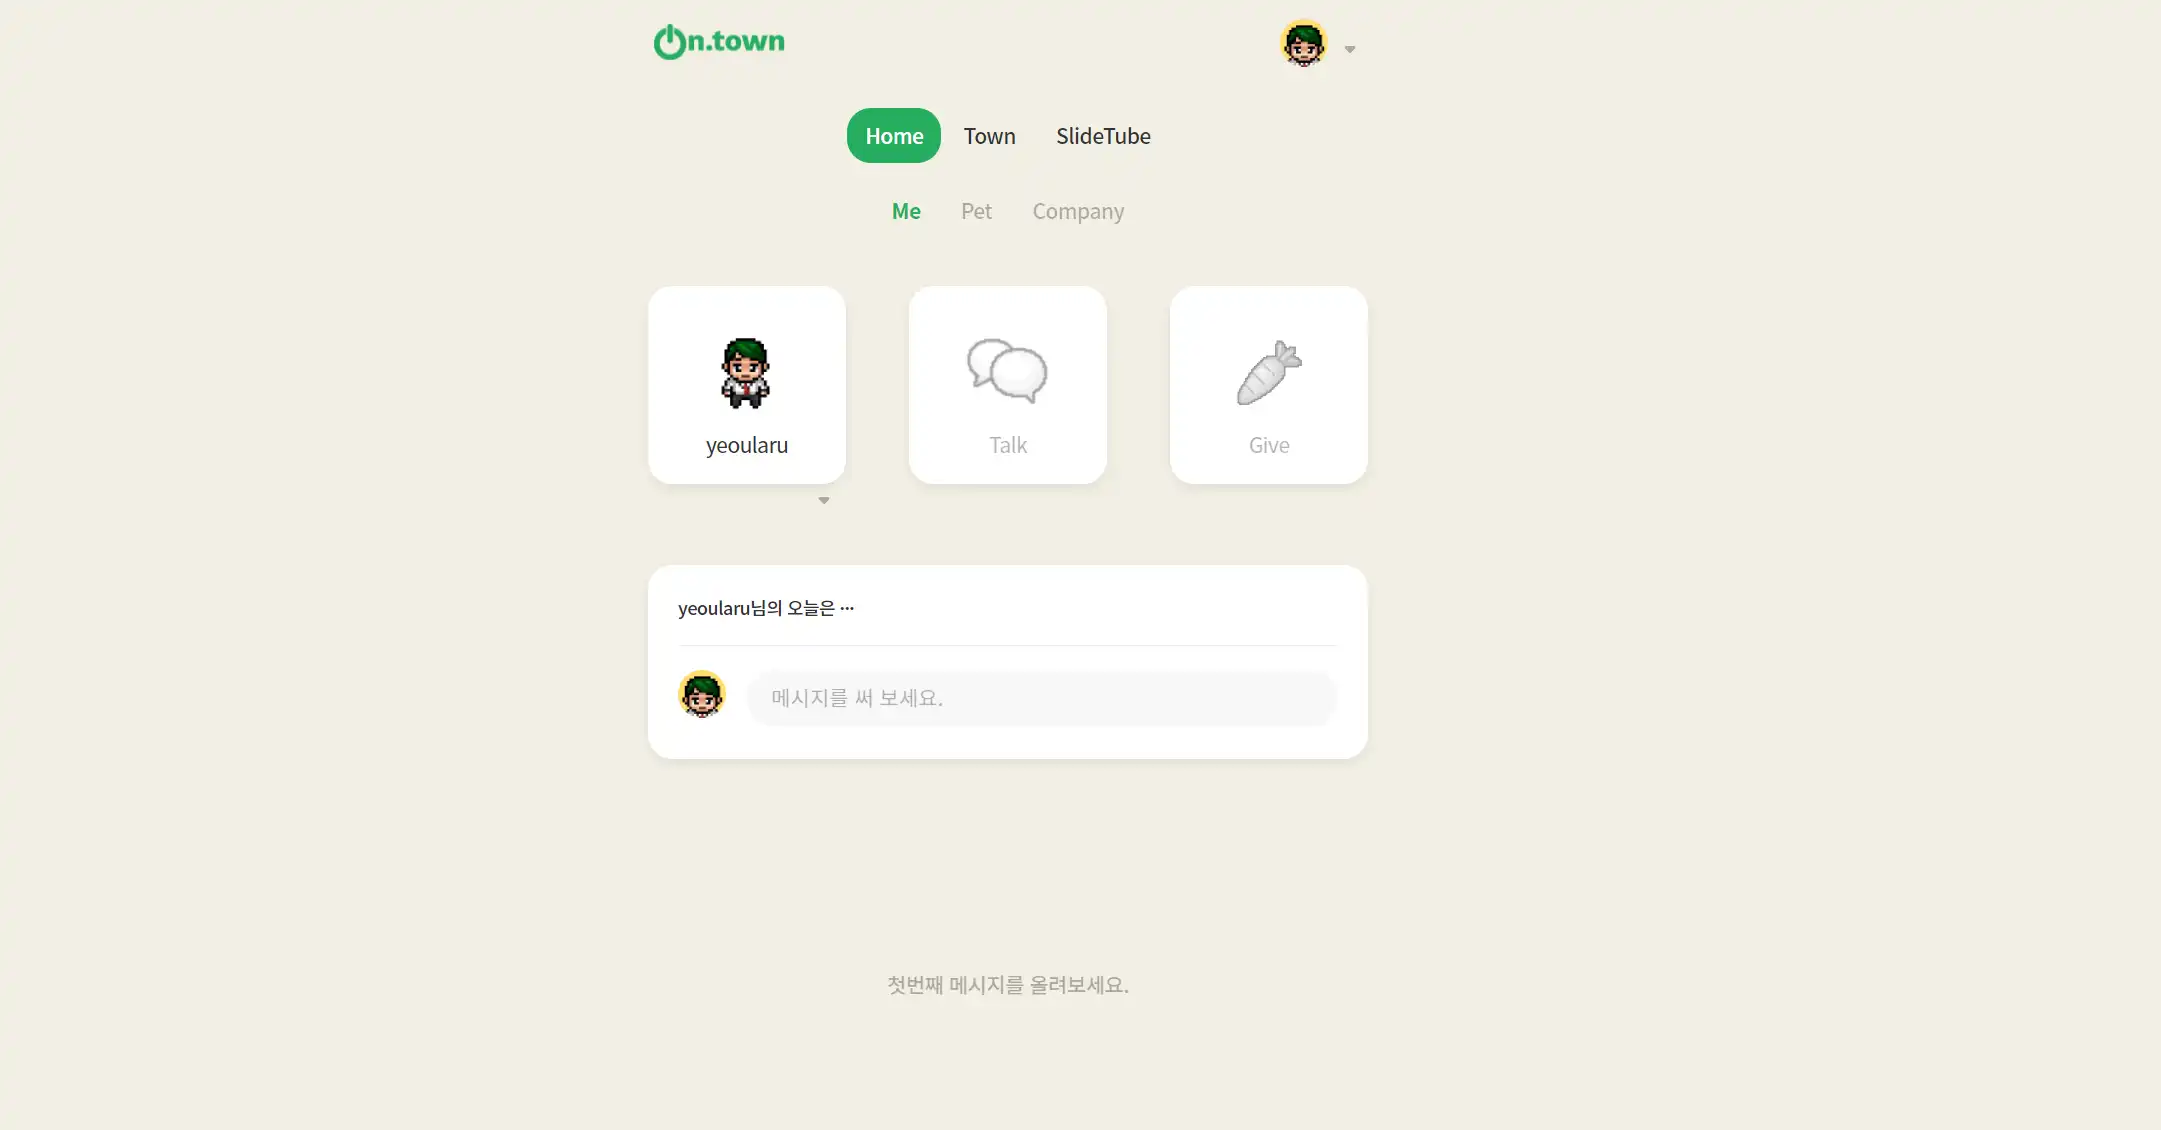 On.town
Home Town SlideTube
Me Pet Company
yeoularu Talk Give
yeoularu님의 오늘은 ···
메시지를 써 보세요.
첫번째 메시지를 올려보세요.